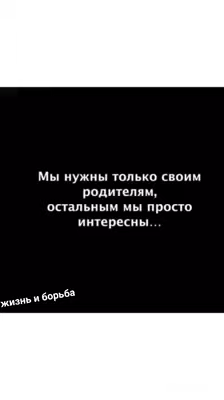 Мы нужны только своим
родителям,
остальным мы просто
интересны...
жизнь и борьба